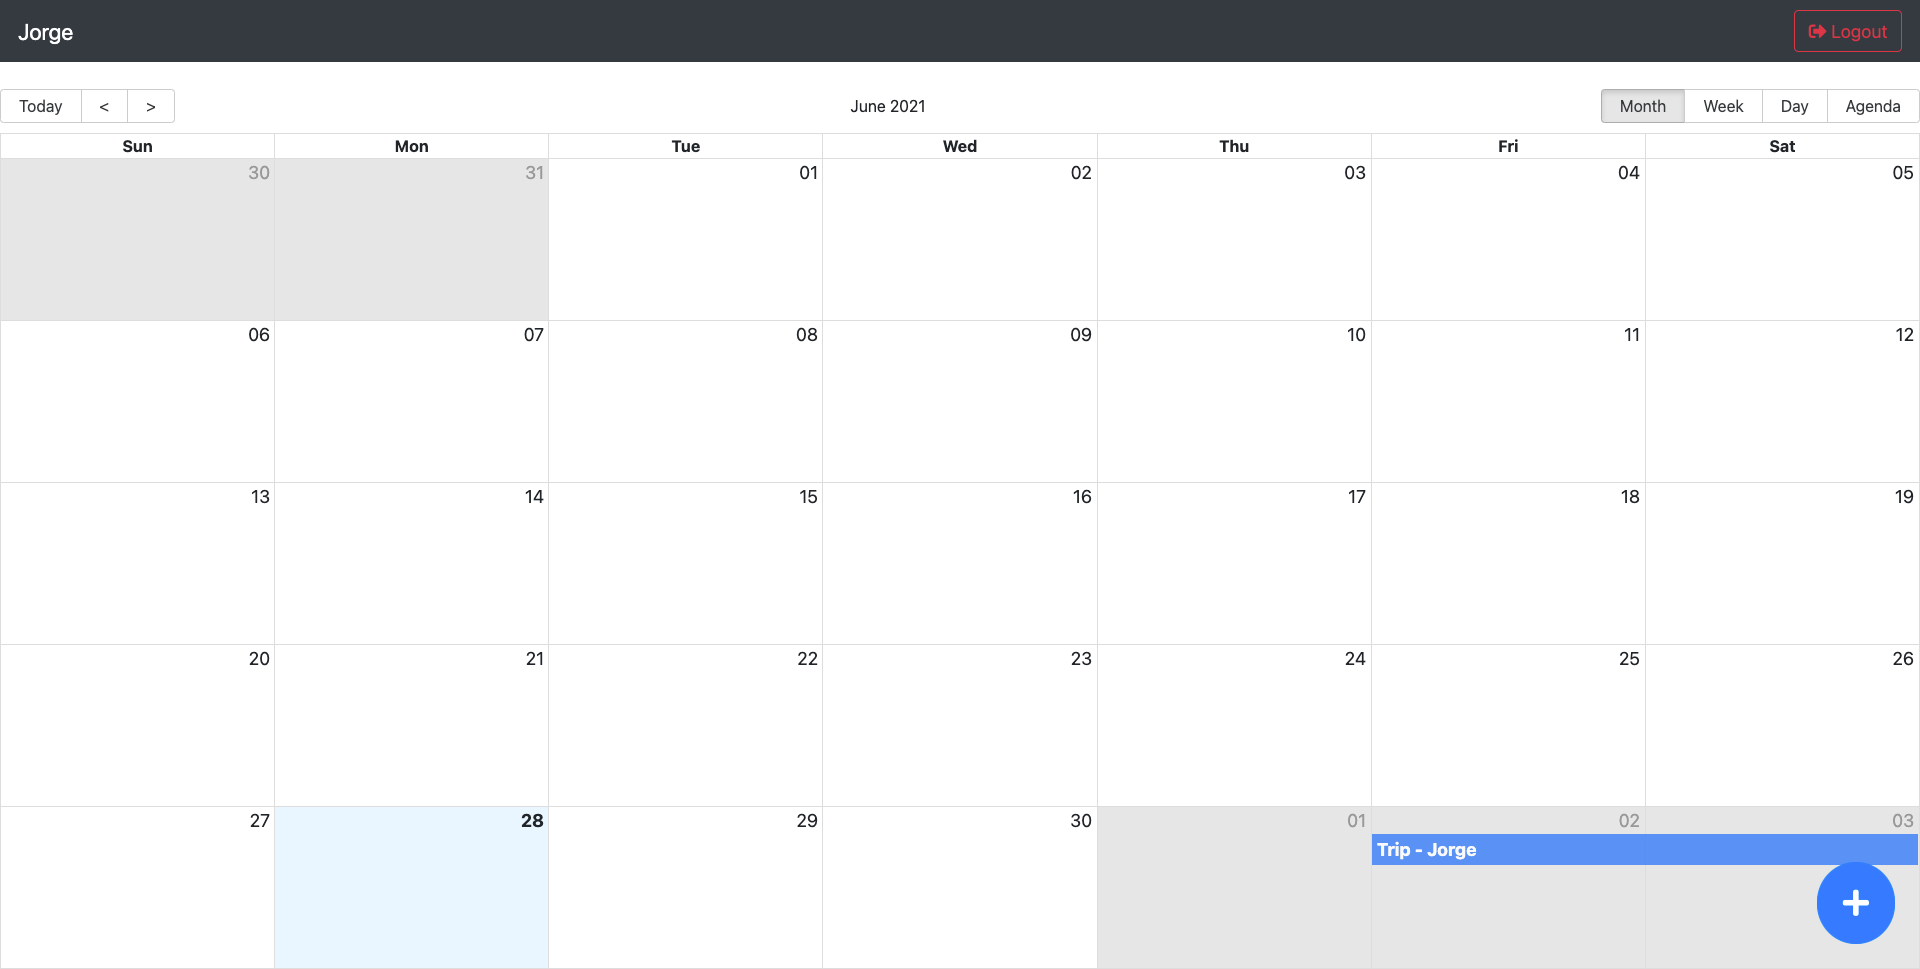 Jorge
Logout
Today < >
June 2021
Month Week Day Agenda
Sun Mon Tue Wed Thu Fri Sat
30 31 01 02 03 04 05
06 07 08 09 10 11 12
13 14 15 16 17 18 19
20 21 22 23 24 25 26
27 28 29 30 01 02 03
Trip - Jorge
+